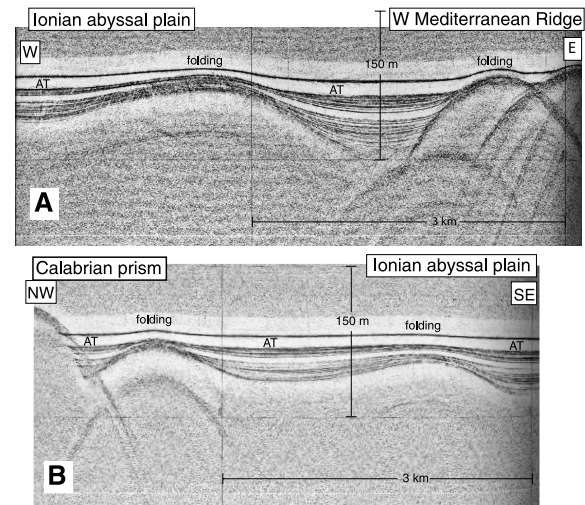 Ionian abyssal plain
W Mediterranean Ridge
W
E
folding
folding
150 m
AT
AT
A
3 km
Calabrian prism
Ionian abyssal plain
NW
SE
folding
150 m
folding
AT
AT
AT
B
3 km